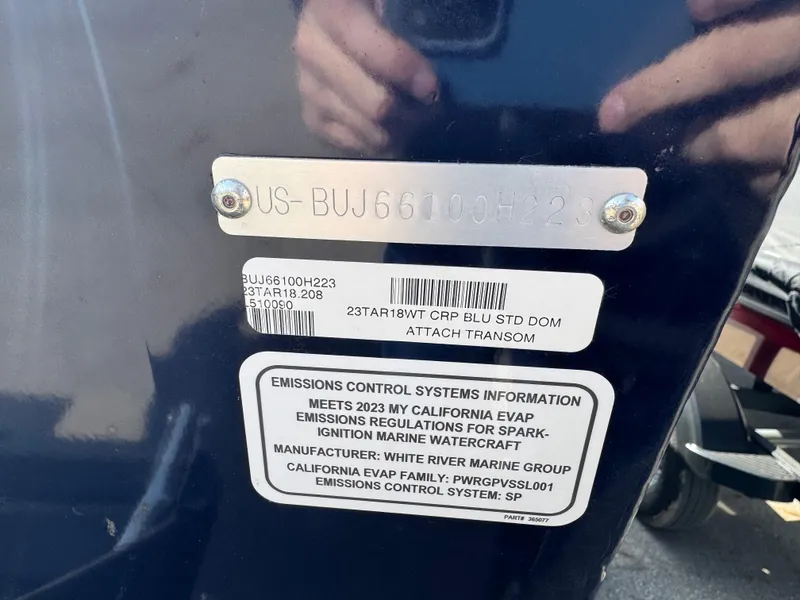 US-BUJ66100H223
BUJ66100H223
23TAR18.208
L510090
23TAR18WT CRP BLU STD DOM
ATTACH TRANSOM
EMISSIONS CONTROL SYSTEMS INFORMATION
MEETS 2023 MY CALIFORNIA EVAP
EMISSIONS REGULATIONS FOR SPARK-
IGNITION MARINE WATERCRAFT
MANUFACTURER: WHITE RIVER MARINE GROUP
CALIFORNIA EVAP FAMILY: PWRGPVSSL001
EMISSIONS CONTROL SYSTEM: SP
PART# 365077